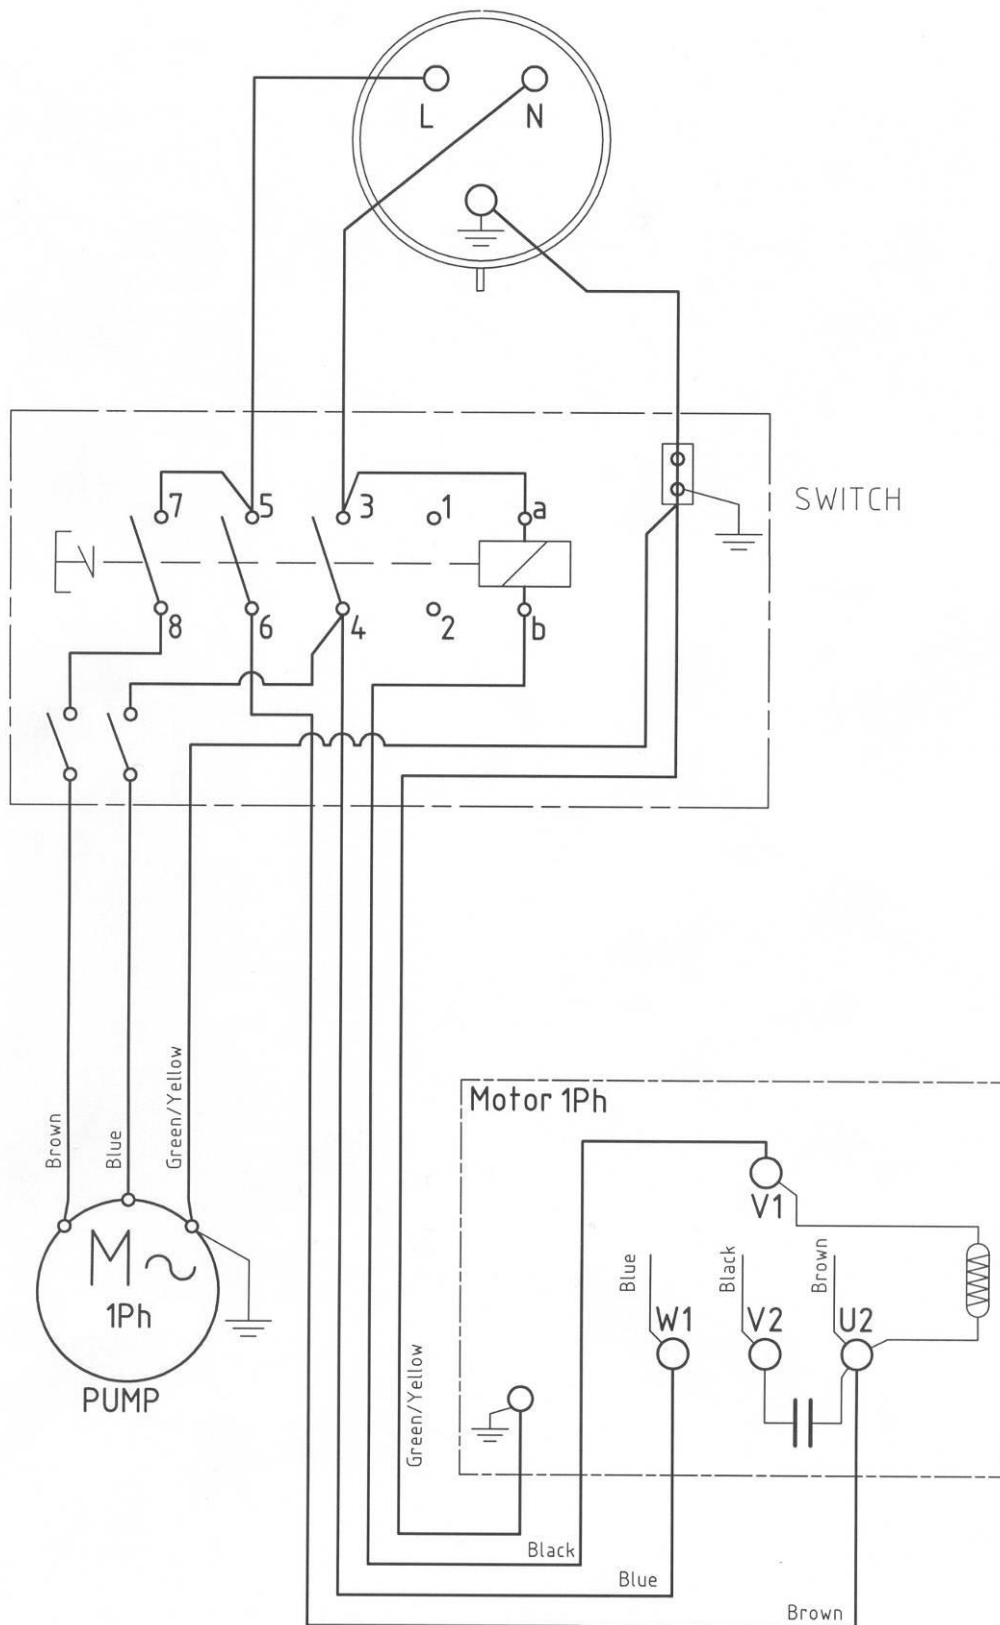 L N
SWITCH
7 5 3 1 a
8 6 4 2 b
Brown
Blue
Green/Yellow
M
1Ph
PUMP
Motor 1Ph
V1
Blue
Black
Brown
W1 V2 U2
Green/Yellow
Black
Blue
Brown